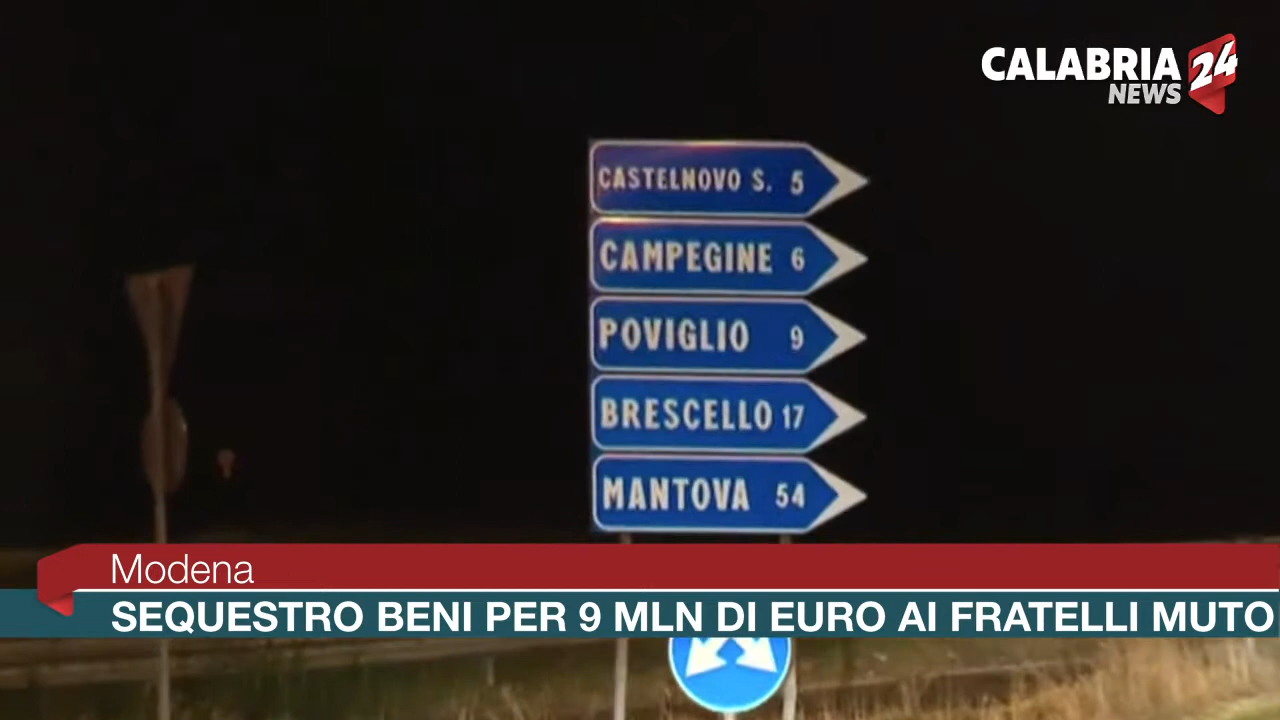 CALABRIA 24
NEWS
CASTELNOVO S. 5
CAMPEGINE 6
POVIGLIO 9
BRESCELLO 17
MANTOVA 54
Modena
SEQUESTRO BENI PER 9 MLN DI EURO AI FRATELLI MUTO